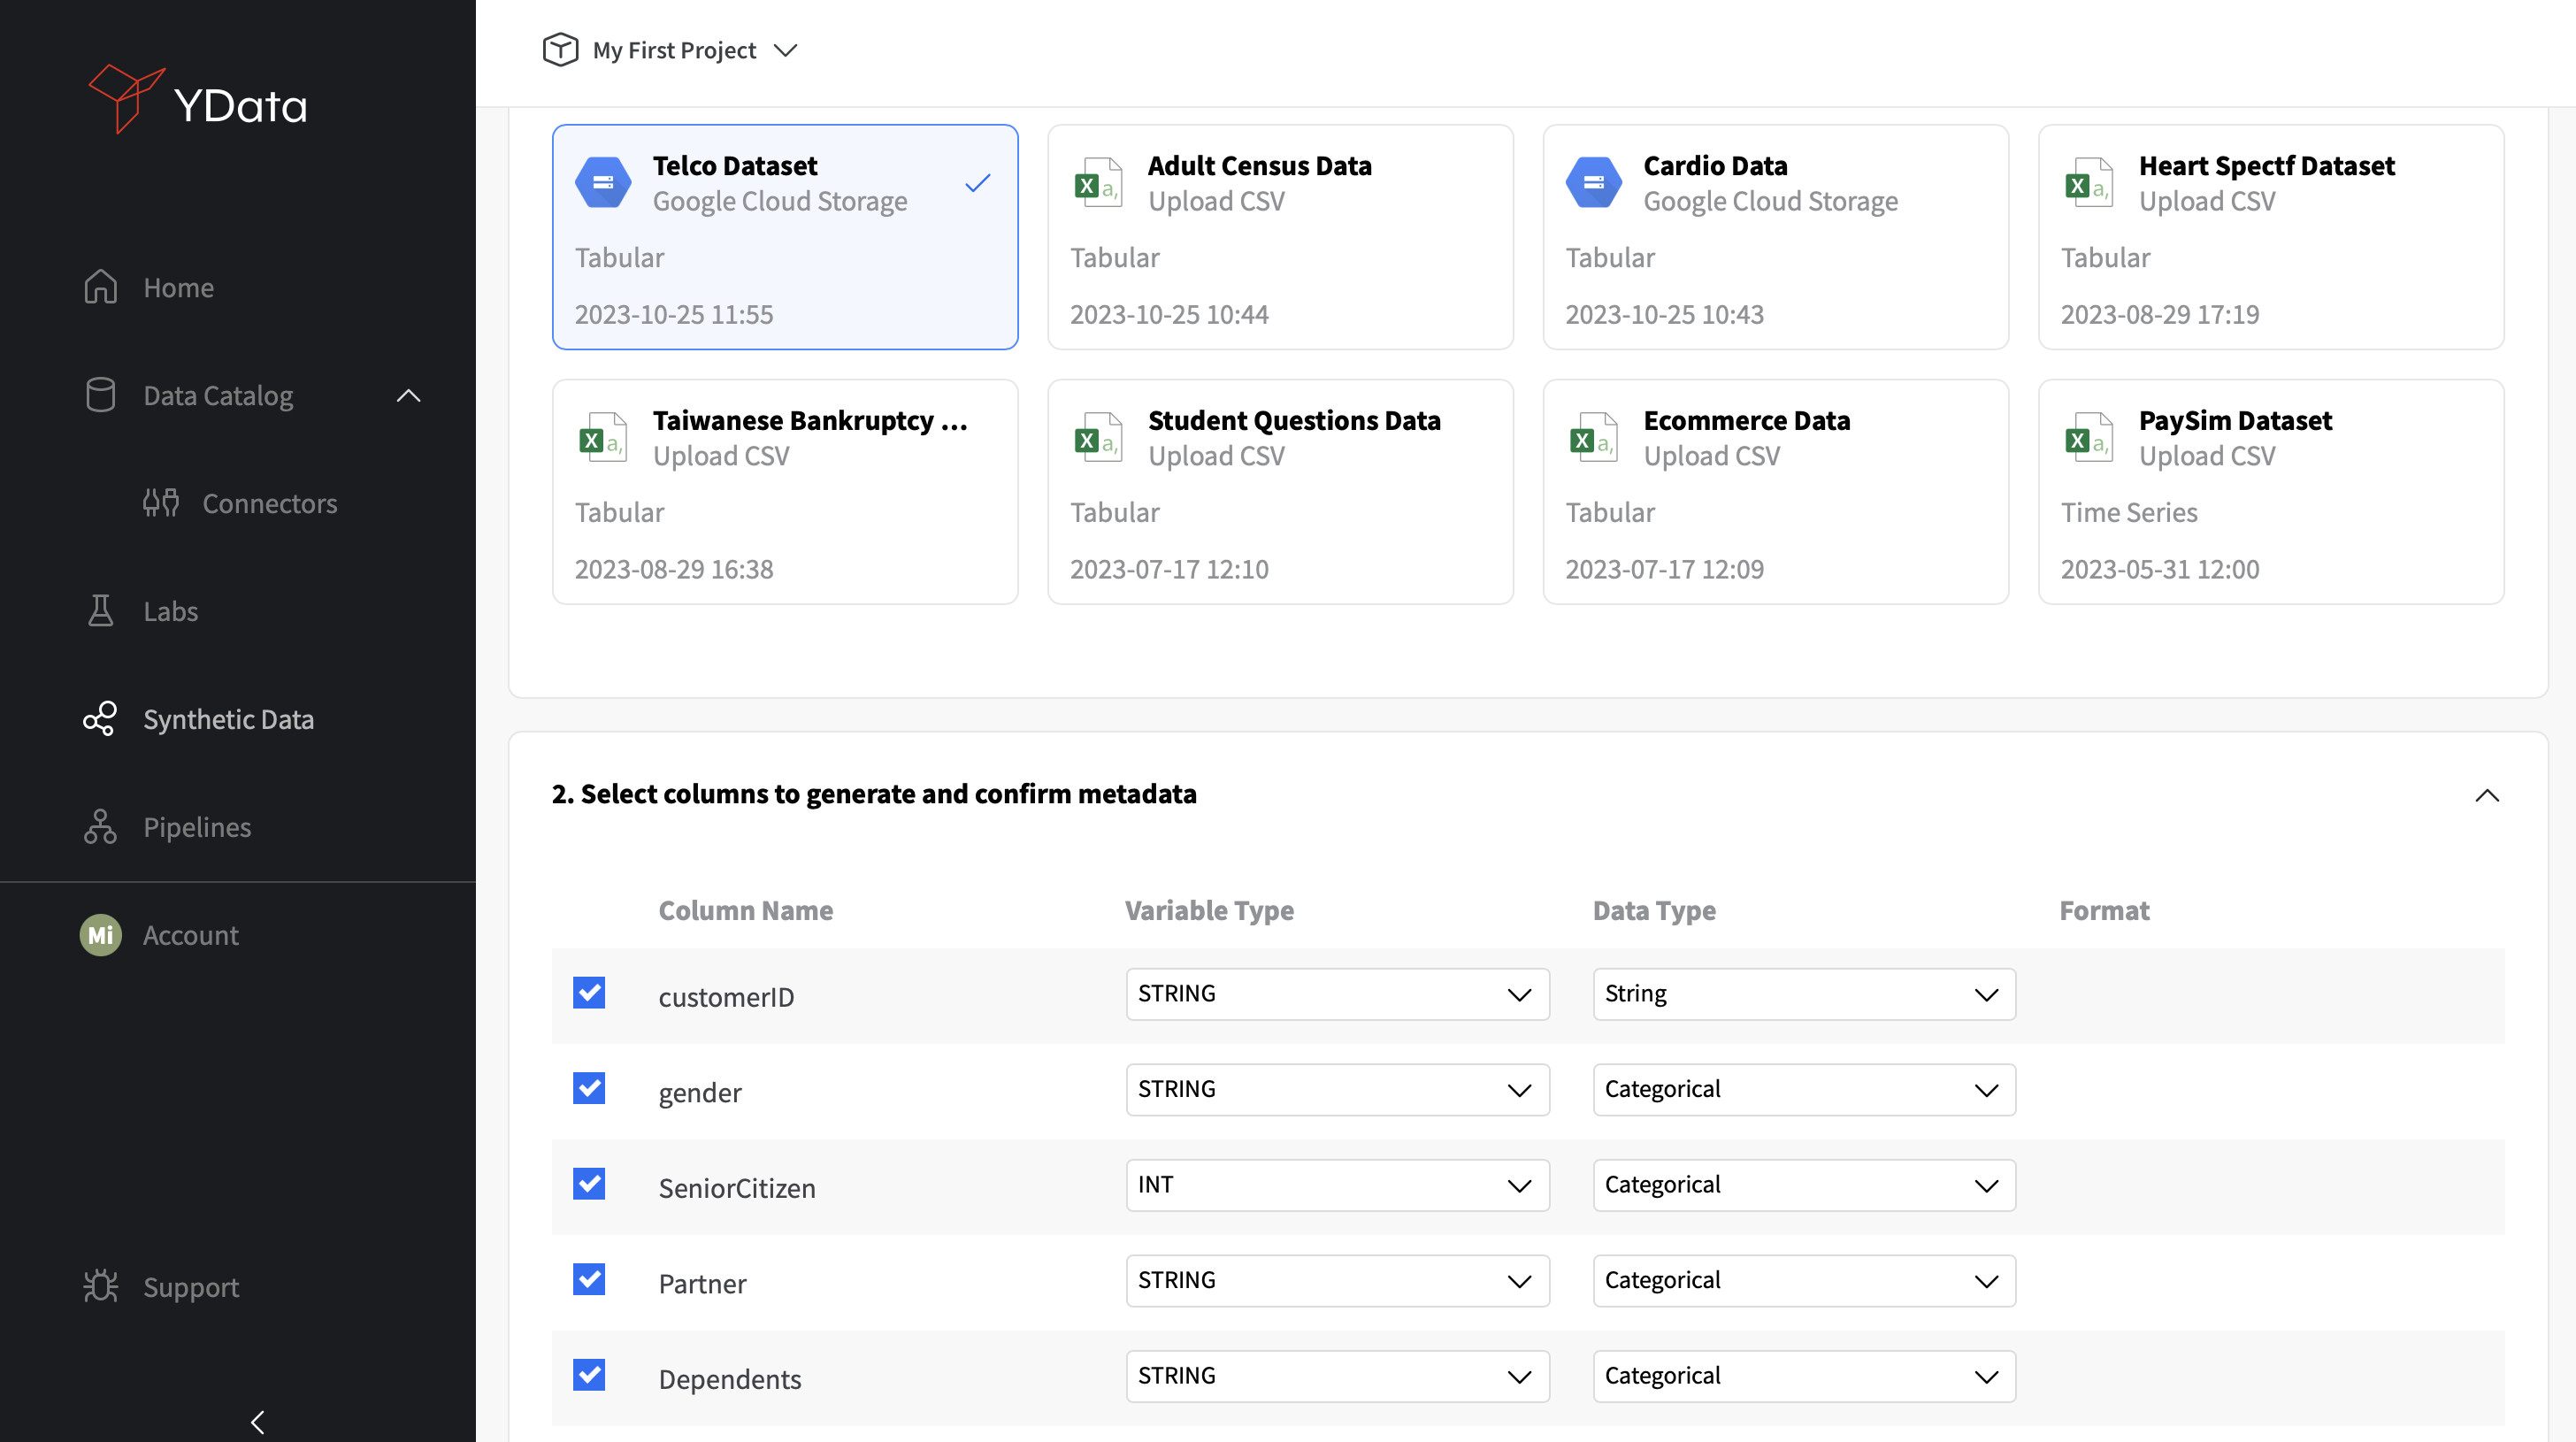 YData
Home
Data Catalog
Connectors
Labs
Synthetic Data
Pipelines
Mi Account
Support
My First Project
Telco Dataset
Google Cloud Storage
Tabular
2023-10-25 11:55
Adult Census Data
Upload CSV
Tabular
2023-10-25 10:44
Cardio Data
Google Cloud Storage
Tabular
2023-10-25 10:43
Heart Spectf Dataset
Upload CSV
Tabular
2023-08-29 17:19
Taiwanese Bankruptcy ...
Upload CSV
Tabular
2023-08-29 16:38
Student Questions Data
Upload CSV
Tabular
2023-07-17 12:10
Ecommerce Data
Upload CSV
Tabular
2023-07-17 12:09
PaySim Dataset
Upload CSV
Time Series
2023-05-31 12:00
2. Select columns to generate and confirm metadata
Column Name Variable Type Data Type Format
customerID STRING String
gender STRING Categorical
SeniorCitizen INT Categorical
Partner STRING Categorical
Dependents STRING Categorical